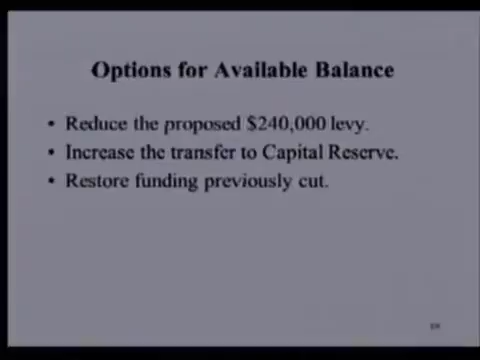 Options for Available Balance
• Reduce the proposed $240,000 levy.
• Increase the transfer to Capital Reserve.
• Restore funding previously cut.